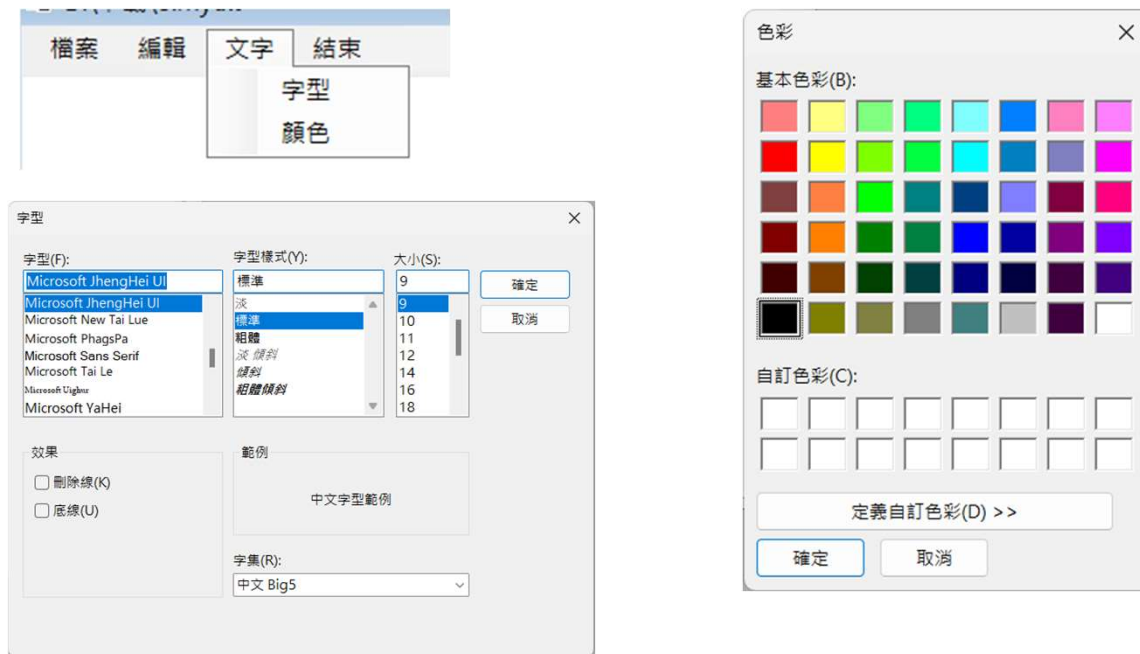 檔案 編輯 文字 結束
字型
顏色
字型
字型(F):
Microsoft JhengHei UI
Microsoft JhengHei UI
Microsoft New Tai Lue
Microsoft PhagsPa
Microsoft Sans Serif
Microsoft Tai Le
Microsoft Uighur
Microsoft YaHei
字型樣式(Y):
標準
淡
標準
粗體
淡 傾斜
傾斜
粗體傾斜
大小(S):
9
9
10
11
12
14
16
18
確定
取消
效果
刪除線(K)
底線(U)
範例
中文字型範例
字集(R):
中文 Big5
色彩
基本色彩(B):
自訂色彩(C):
定義自訂色彩(D) >>
確定
取消